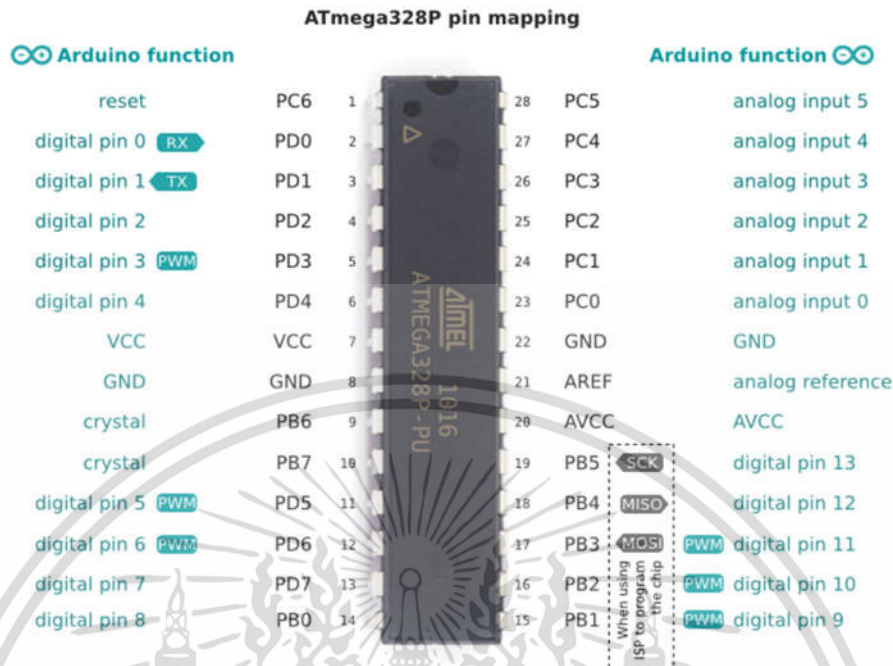 ATmega328P pin mapping
Arduino function Arduino function
reset PC6 1 28 PC5 analog input 5
digital pin 0 RX PD0 2 27 PC4 analog input 4
digital pin 1 TX PD1 3 26 PC3 analog input 3
digital pin 2 PD2 4 25 PC2 analog input 2
digital pin 3 PWM PD3 5 24 PC1 analog input 1
digital pin 4 PD4 6 23 PC0 analog input 0
VCC VCC 7 22 GND GND
GND GND 8 21 AREF analog reference
crystal PB6 9 20 AVCC AVCC
crystal PB7 10 19 PB5 SCK digital pin 13
digital pin 5 PWM PD5 11 18 PB4 MISO digital pin 12
digital pin 6 PWM PD6 12 17 PB3 MOSI PWM digital pin 11
digital pin 7 PD7 13 16 PB2 PWM digital pin 10
digital pin 8 PB0 14 15 PB1 PWM digital pin 9
ATMEL 1016
ATMEGA328P-PU
When using
ISP to program
the chip